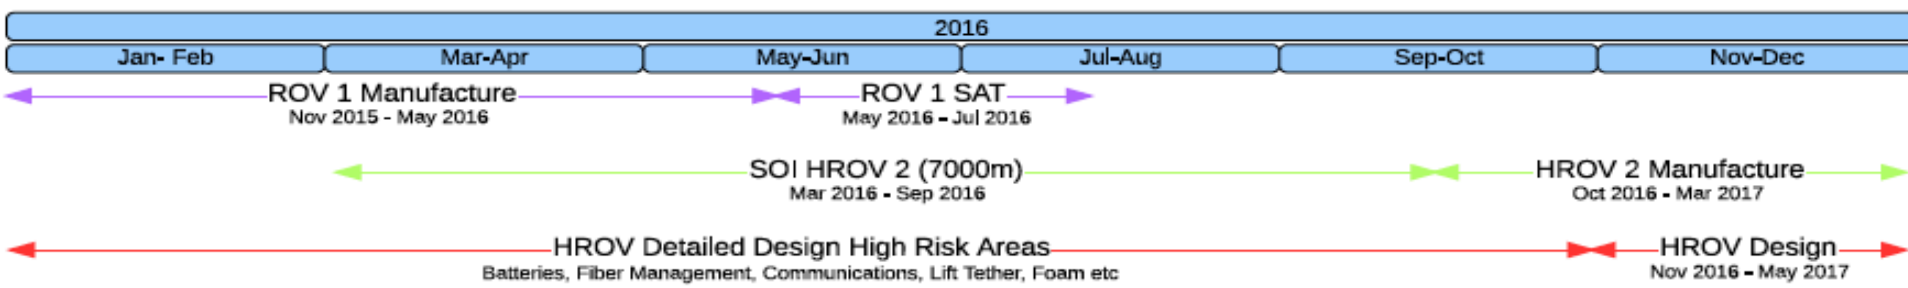 2016
Jan- Feb Mar-Apr May-Jun Jul-Aug Sep-Oct Nov-Dec
ROV 1 Manufacture ROV 1 SAT
Nov 2015 - May 2016 May 2016 - Jul 2016
SOI HROV 2 (7000m) HROV 2 Manufacture
Mar 2016 - Sep 2016 Oct 2016 - Mar 2017
HROV Detailed Design High Risk Areas HROV Design
Batteries, Fiber Management, Communications, Lift Tether, Foam etc Nov 2016 - May 2017